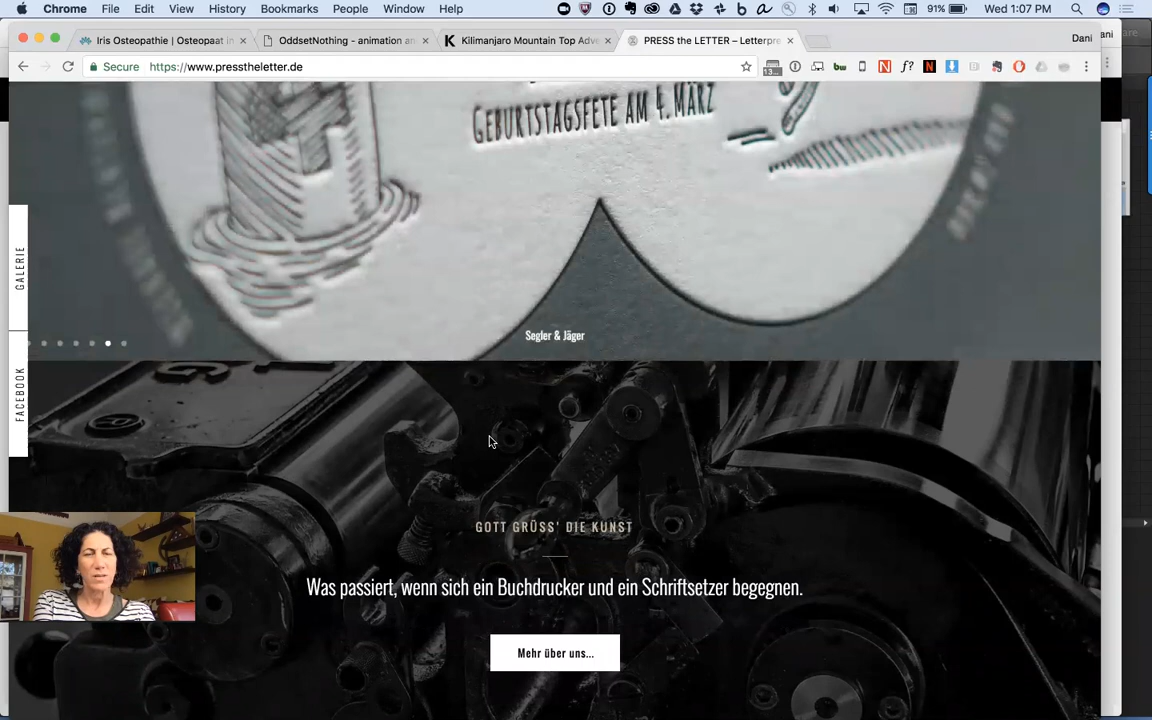 Chrome File Edit View History Bookmarks People Window Help 91% Wed 1:07 PM
Iris Osteopathie | Osteopaat in
OddsetNothing - animation an
Kilimanjaro Mountain Top Adve
PRESS the LETTER – Letterpre
Dani
Secure https://www.presstheletter.de
GEBURTSTAGSFETE AM 4. MÄRZ
GALERIE
Segler & Jäger
FACEBOOK
GOTT GRÜSS' DIE KUNST
Was passiert, wenn sich ein Buchdrucker und ein Schriftsetzer begegnen.
Mehr über uns...